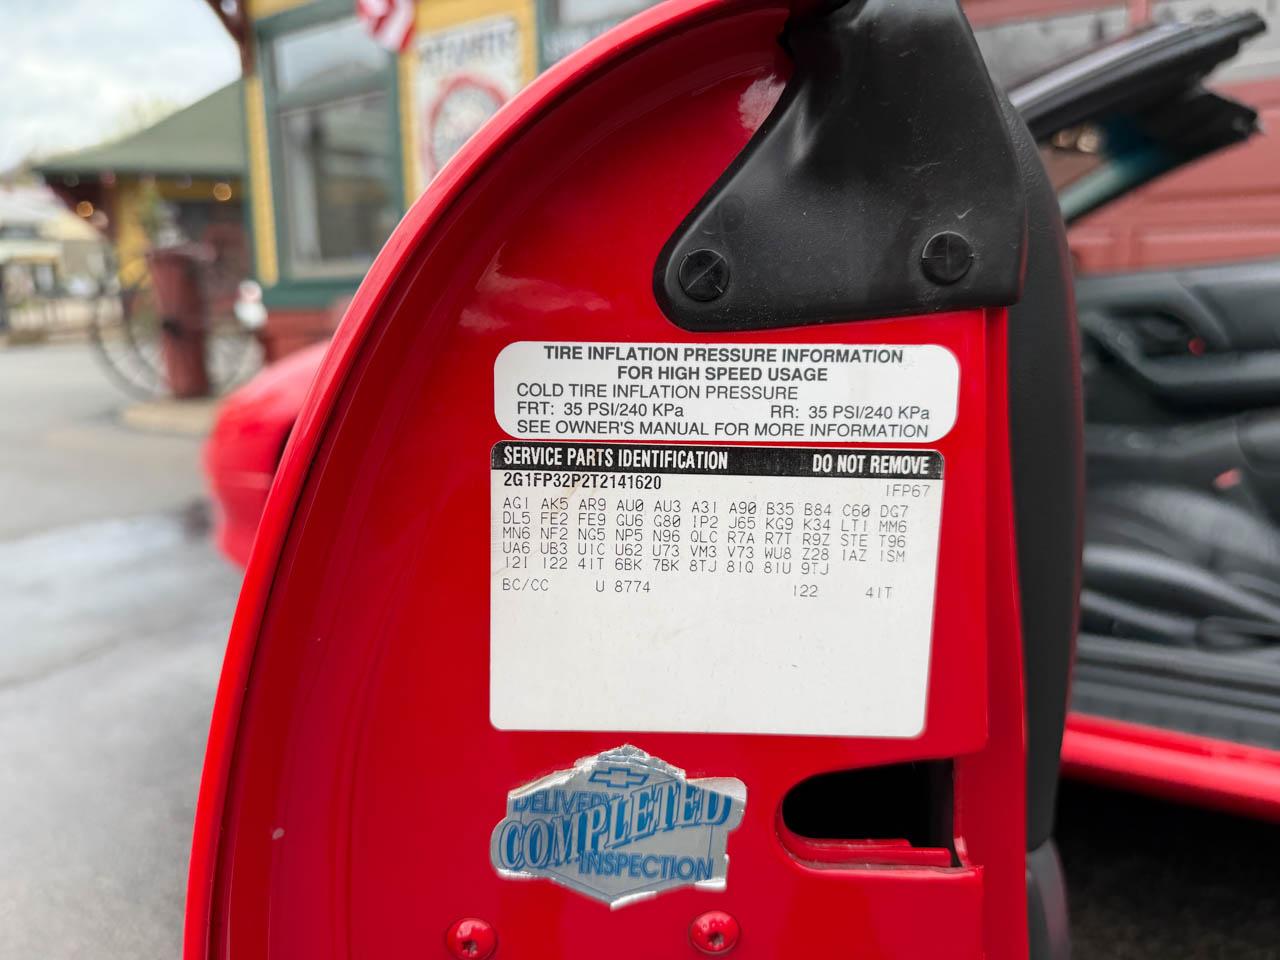 TIRE INFLATION PRESSURE INFORMATION
FOR HIGH SPEED USAGE
COLD TIRE INFLATION PRESSURE
FRT: 35 PSI/240 KPa RR: 35 PSI/240 KPa
SEE OWNER'S MANUAL FOR MORE INFORMATION
SERVICE PARTS IDENTIFICATION DO NOT REMOVE
2G1FP32P2T2141620
1FP67
AG1 AK5 AR9 AU0 AU3 A31 A90 B35 B84 C60 DG7
DL5 FE2 FE9 GU6 G80 IP2 J65 KG9 K34 LT1 MM6
MN6 NF2 NG5 NP5 N96 QLC R7A R7T R9Z STE T96
UA6 UB3 U1C U62 U73 VM3 V73 WU8 Z28 1AZ 1SM
12I 122 41T 6BK 7BK 8TJ 81Q 81U 9TJ
BC/CC U 8774 122 41T
DELIVERY
COMPLETED
INSPECTION